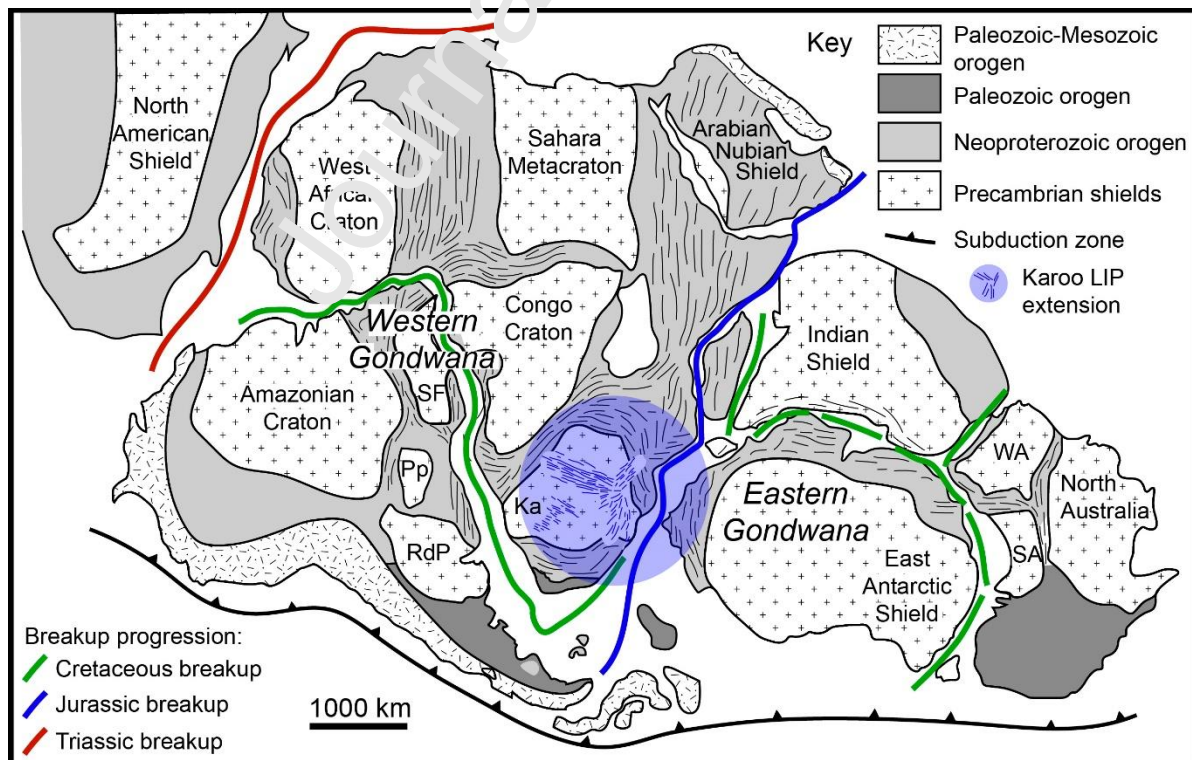 Journa
Key
Paleozoic-Mesozoic
orogen
Paleozoic orogen
Neoproterozoic orogen
Precambrian shields
Subduction zone
Karoo LIP
extension
North
American
Shield
West
African
Craton
Sahara
Metacraton
Arabian
Nubian
Shield
Western
Gondwana
Congo
Craton
Indian
Shield
Amazonian
Craton
SF
Pp
Ka
RdP
Eastern
Gondwana
East
Antarctic
Shield
WA
North
Australia
SA
Breakup progression:
Cretaceous breakup
Jurassic breakup
Triassic breakup
1000 km